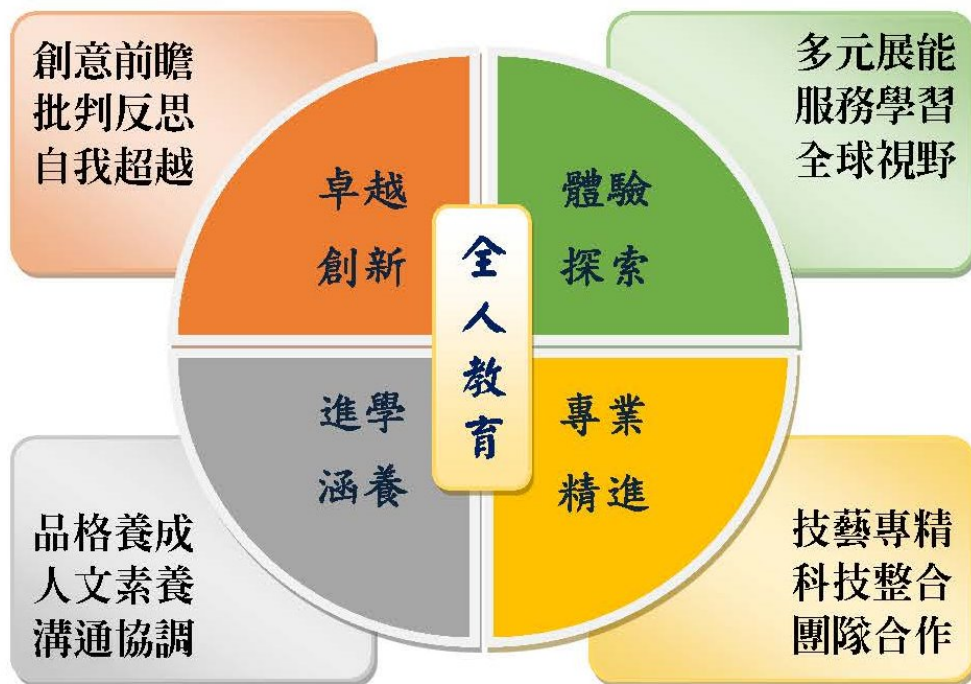 創意前瞻
批判反思
自我超越
多元展能
服務學習
全球視野
卓越
創新
體驗
探索
全人教育
進學
涵養
專業
精進
品格養成
人文素養
溝通協調
技藝專精
科技整合
團隊合作